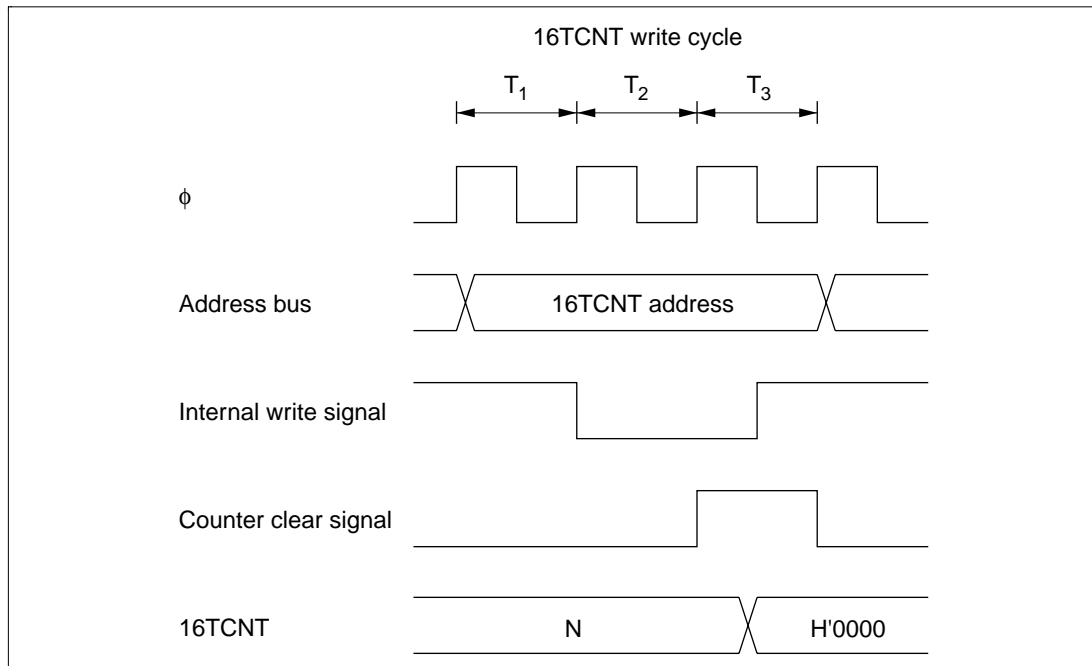 16TCNT write cycle
T1 T2 T3
φ
Address bus 16TCNT address
Internal write signal
Counter clear signal
16TCNT N H'0000